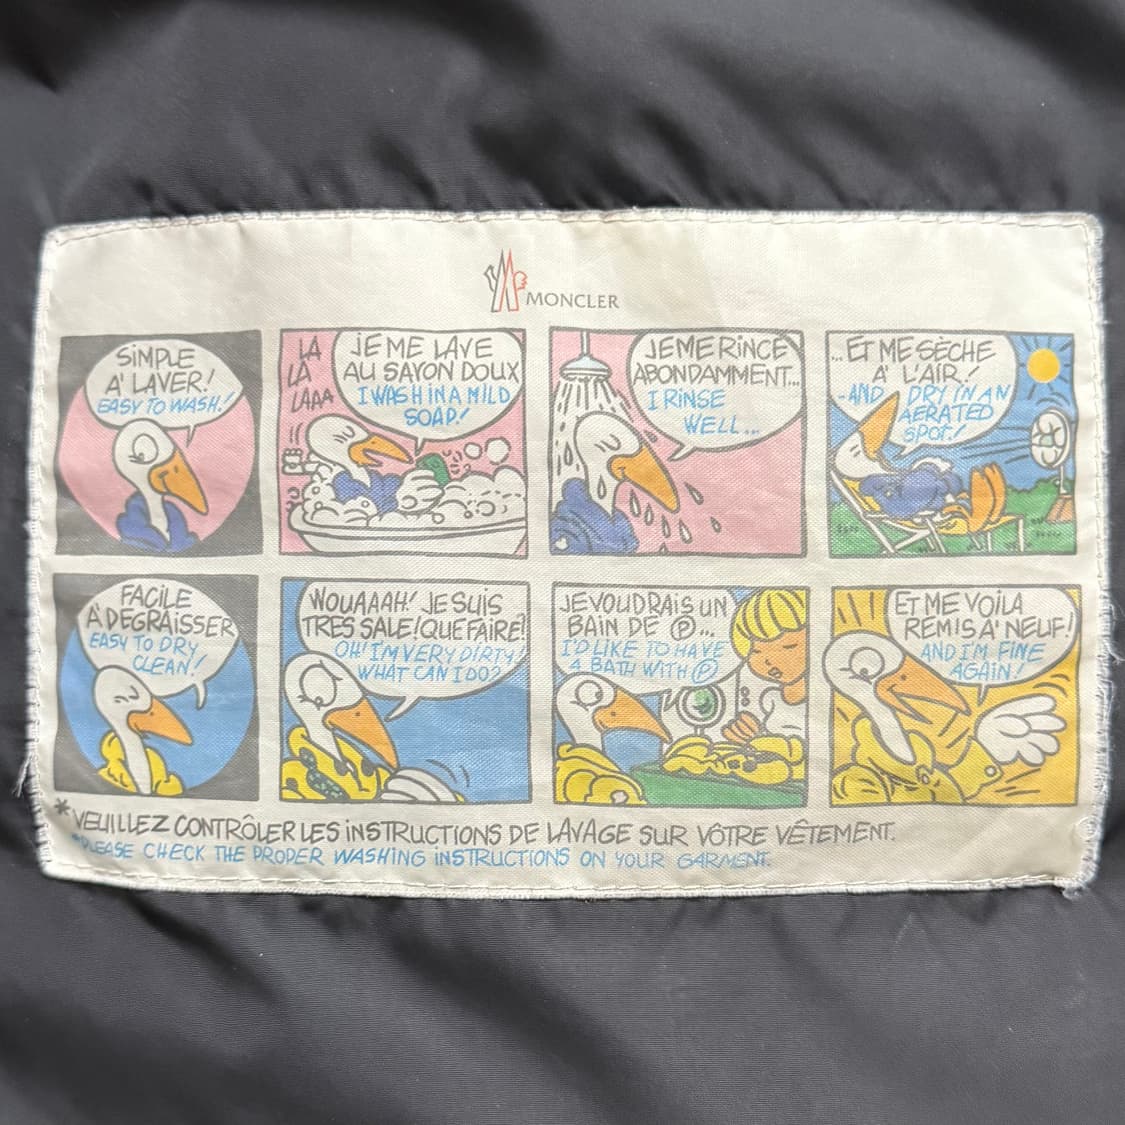 MONCLER
SIMPLE
A' LAVER!
EASY TO WASH!
LA
LA
LAAA
JE ME LAVE
AU SAVON DOUX
I WASH IN A MILD
SOAP!
JE ME RINCE
ABONDAMMENT...
I RINSE
WELL...
...ET ME SÈCHE
A' L'AIR!
-AND DRY IN AN
AERATED
SPOT!
FACILE
A' DEGRAISSER
EASY TO DRY
CLEAN!
WOUAAAH! JE SUIS
TRES SALE! QUE FAIRE?
OH! I'M VERY DIRTY!
WHAT CAN I DO?
JE VOUDRAIS UN
BAIN DE Ⓟ...
I'D LIKE TO HAVE
A BATH WITH Ⓟ
ET ME VOILA
REMIS A' NEUF!
AND I'M FINE
AGAIN!
*VEUILLEZ CONTRÔLER LES INSTRUCTIONS DE LAVAGE SUR VÔTRE VÊTEMENT.
*PLEASE CHECK THE PROPER WASHING INSTRUCTIONS ON YOUR GARMENT.